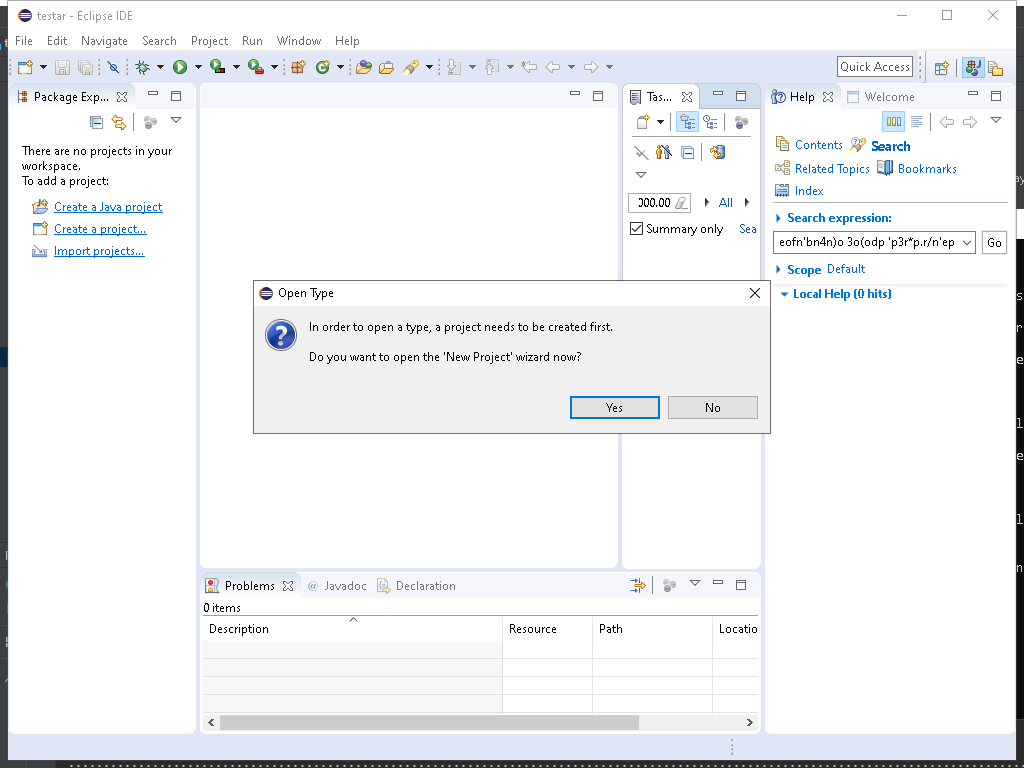 testar - Eclipse IDE
File Edit Navigate Search Project Run Window Help
Quick Access
Package Exp...
There are no projects in your
workspace.
To add a project:
Create a Java project
Create a project...
Import projects...
Tas...
000.00
All
Summary only
Sea
Help
Welcome
Contents
Search
Related Topics
Bookmarks
Index
Search expression:
eofn'bn4n)o 3o(odp 'p3r*p.r/n'ep
Go
Scope Default
Local Help (0 hits)
Open Type
In order to open a type, a project needs to be created first.
Do you want to open the 'New Project' wizard now?
Yes
No
Problems
@ Javadoc
Declaration
0 items
Description
Resource
Path
Locatio